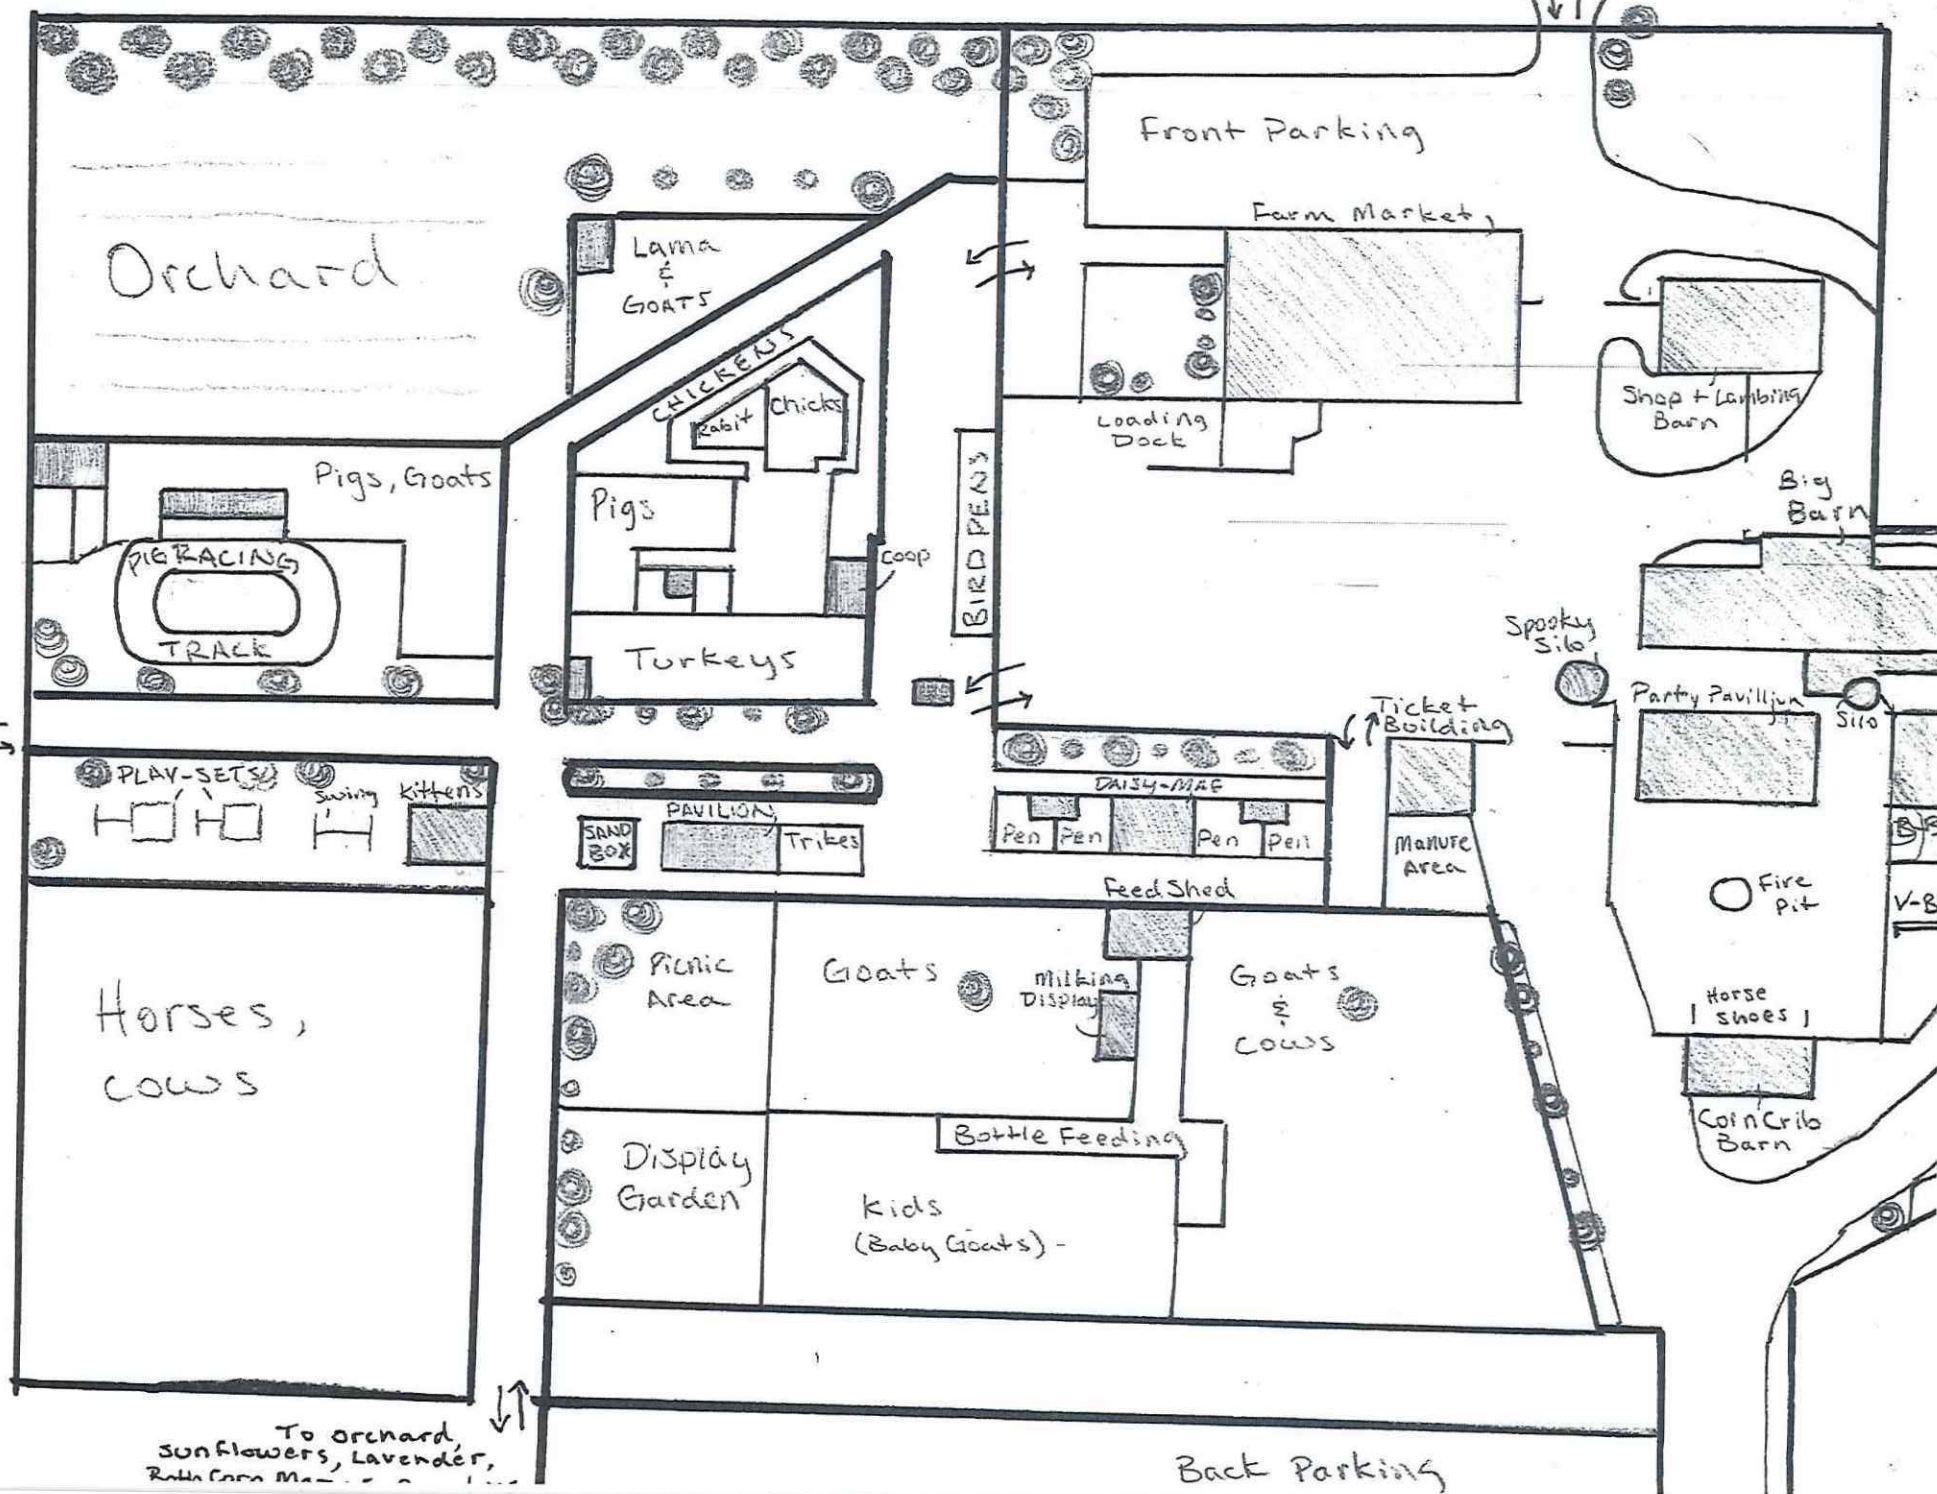 Front Parking
Farm Market
Orchard
Lama
&
GOATS
CHICKENS
Rabit
Chicks
Loading
Dock
Shop + Lambing
Barn
Big
Barn
Pigs, Goats
Pigs
BIRD PENS
COOP
PIG RACING
TRACK
Turkeys
Spooky
Silo
Party Pavilljun
Silo
Ticket
Building
PLAY-SETS
Swing
Kittens
SAND
BOX
PAVILION
Trikes
DAISY-MAE
Pen
Pen
Pen
Pen
Manure
Area
Feed Shed
Fire
Pit
B-B
V-B
Horses,
cows
Picnic
Area
Goats
Milking
Display
Goats
&
cows
Horse
shoes
Display
Garden
Bottle Feeding
Kids
(Baby Goats)
Corn Crib
Barn
To orchard,
sunflowers, Lavender,
Back Parking